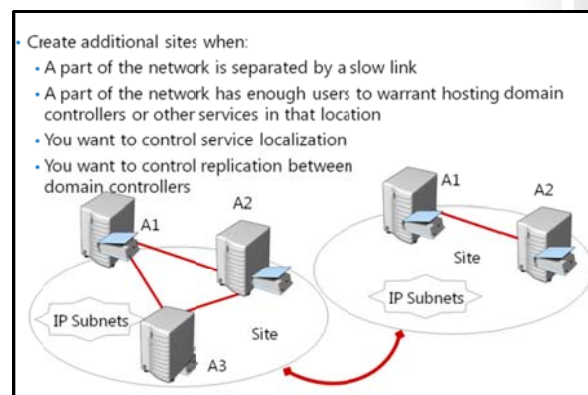 • Create additional sites when:
• A part of the network is separated by a slow link
• A part of the network has enough users to warrant hosting domain
controllers or other services in that location
• You want to control service localization
• You want to control replication between
domain controllers
A1
A2
IP Subnets
Site
A3
A1
A2
Site
IP Subnets